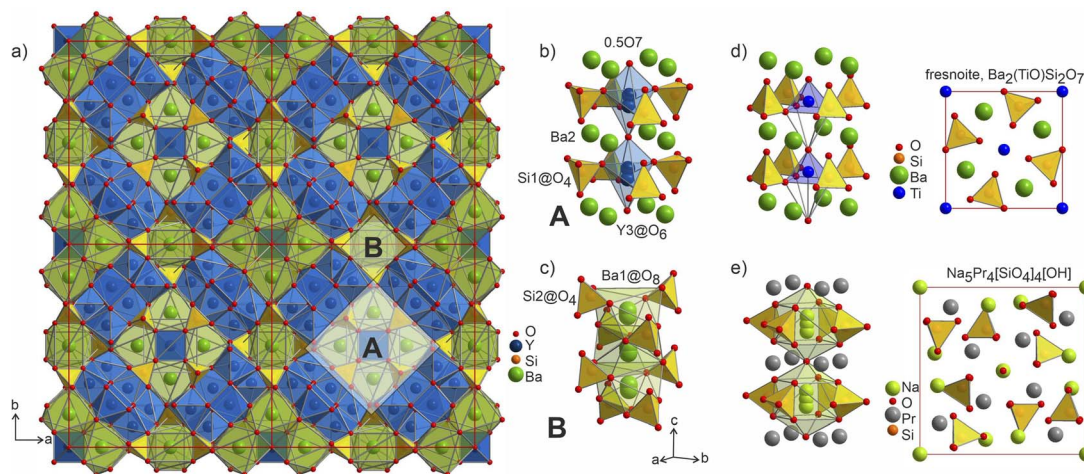 a)
B
A
b
a
O
Y
Si
Ba
b)
0.5O7
Ba2
Si1@O4
A
Y3@O6
c)
Ba1@O8
Si2@O4
B
c
a
b
d)
fresnoite, Ba2(TiO)Si2O7
O
Si
Ba
Ti
e)
Na5Pr4[SiO4]4[OH]
Na
O
Pr
Si